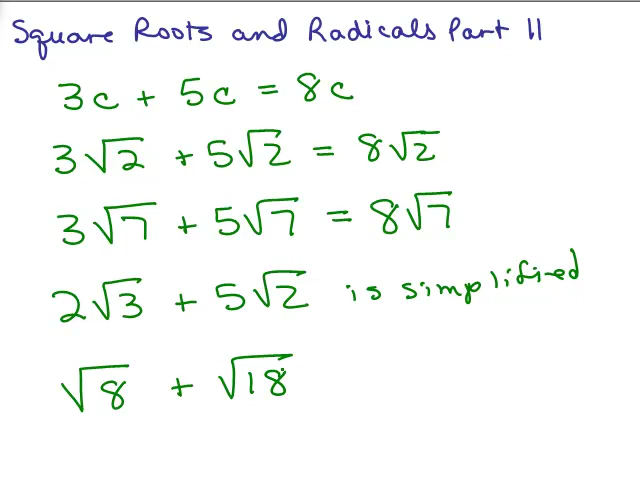 Square Roots and Radicals Part II
3c + 5c = 8c
3√2 + 5√2 = 8√2
3√7 + 5√7 = 8√7
2√3 + 5√2 is simplifired
√8 + √18